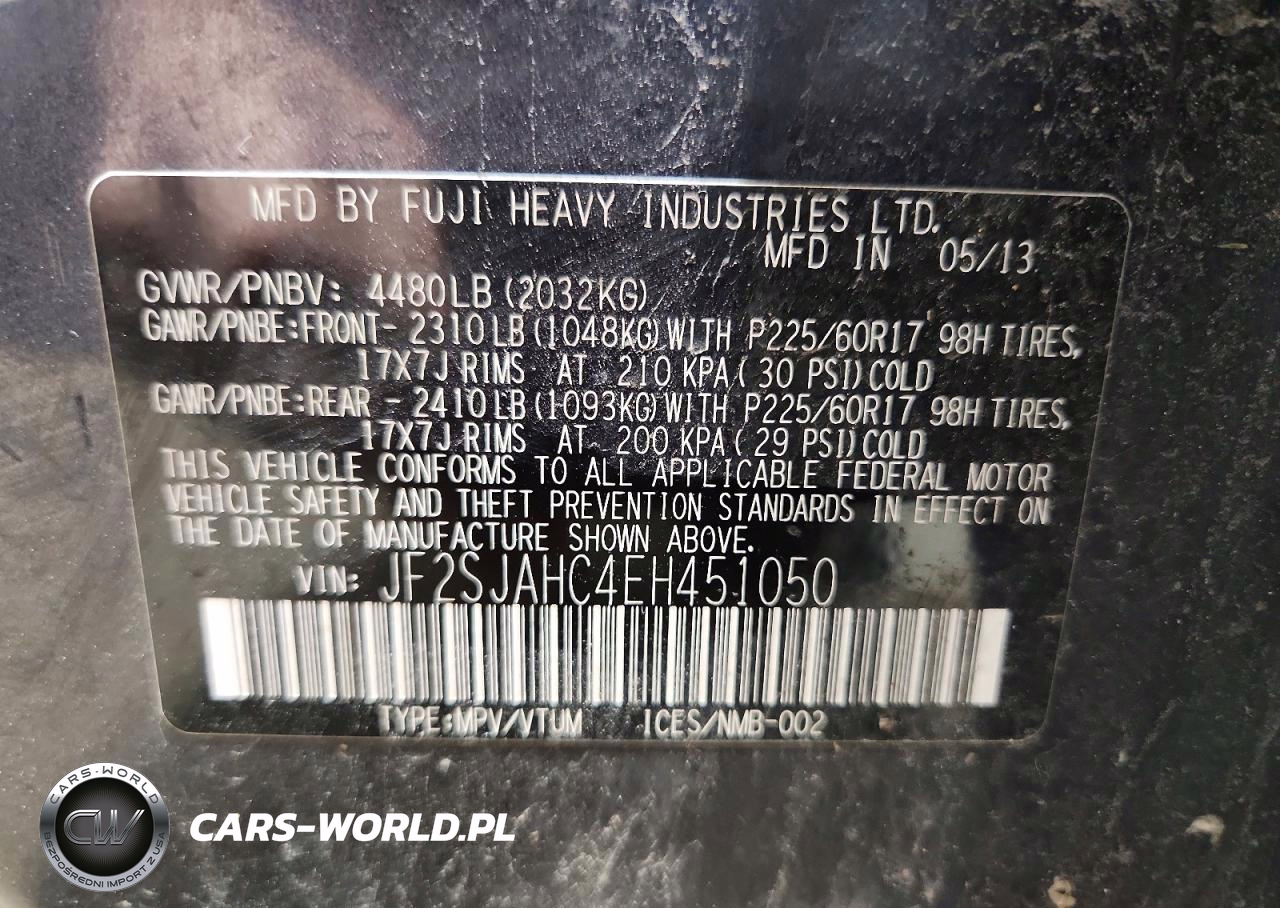 MFD BY FUJI HEAVY INDUSTRIES LTD.
MFD IN 05/13
GVWR/PNBV: 4480LB (2032KG)
GAWR/PNBE:FRONT- 2310LB (1048KG) WITH P225/60R17 98H TIRES,
17X7J RIMS AT 210 KPA ( 30 PSI) COLD
GAWR/PNBE:REAR - 2410LB (1093KG) WITH P225/60R17 98H TIRES,
17X7J RIMS AT 200 KPA ( 29 PSI) COLD
THIS VEHICLE CONFORMS TO ALL APPLICABLE FEDERAL MOTOR
VEHICLE SAFETY AND THEFT PREVENTION STANDARDS IN EFFECT ON
THE DATE OF MANUFACTURE SHOWN ABOVE.
VIN: JF2SJAHC4EH451050
TYPE:MPV/VTUM ICES/NMB-002
CARS-WORLD
CW
BEZPOŚREDNI IMPORT Z USA
CARS-WORLD.PL